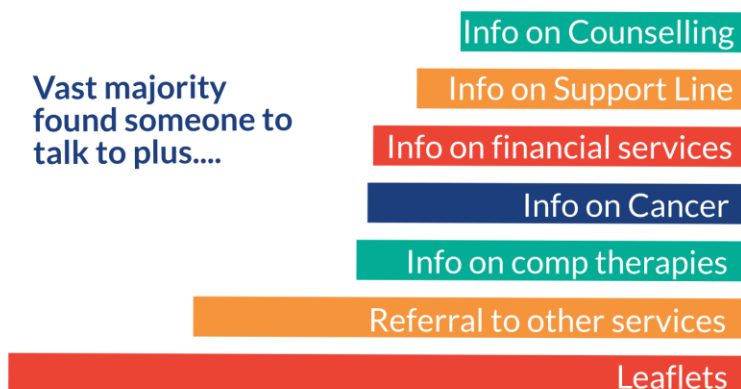 Vast majority
found someone to
talk to plus....
Info on Counselling
Info on Support Line
Info on financial services
Info on Cancer
Info on comp therapies
Referral to other services
Leaflets